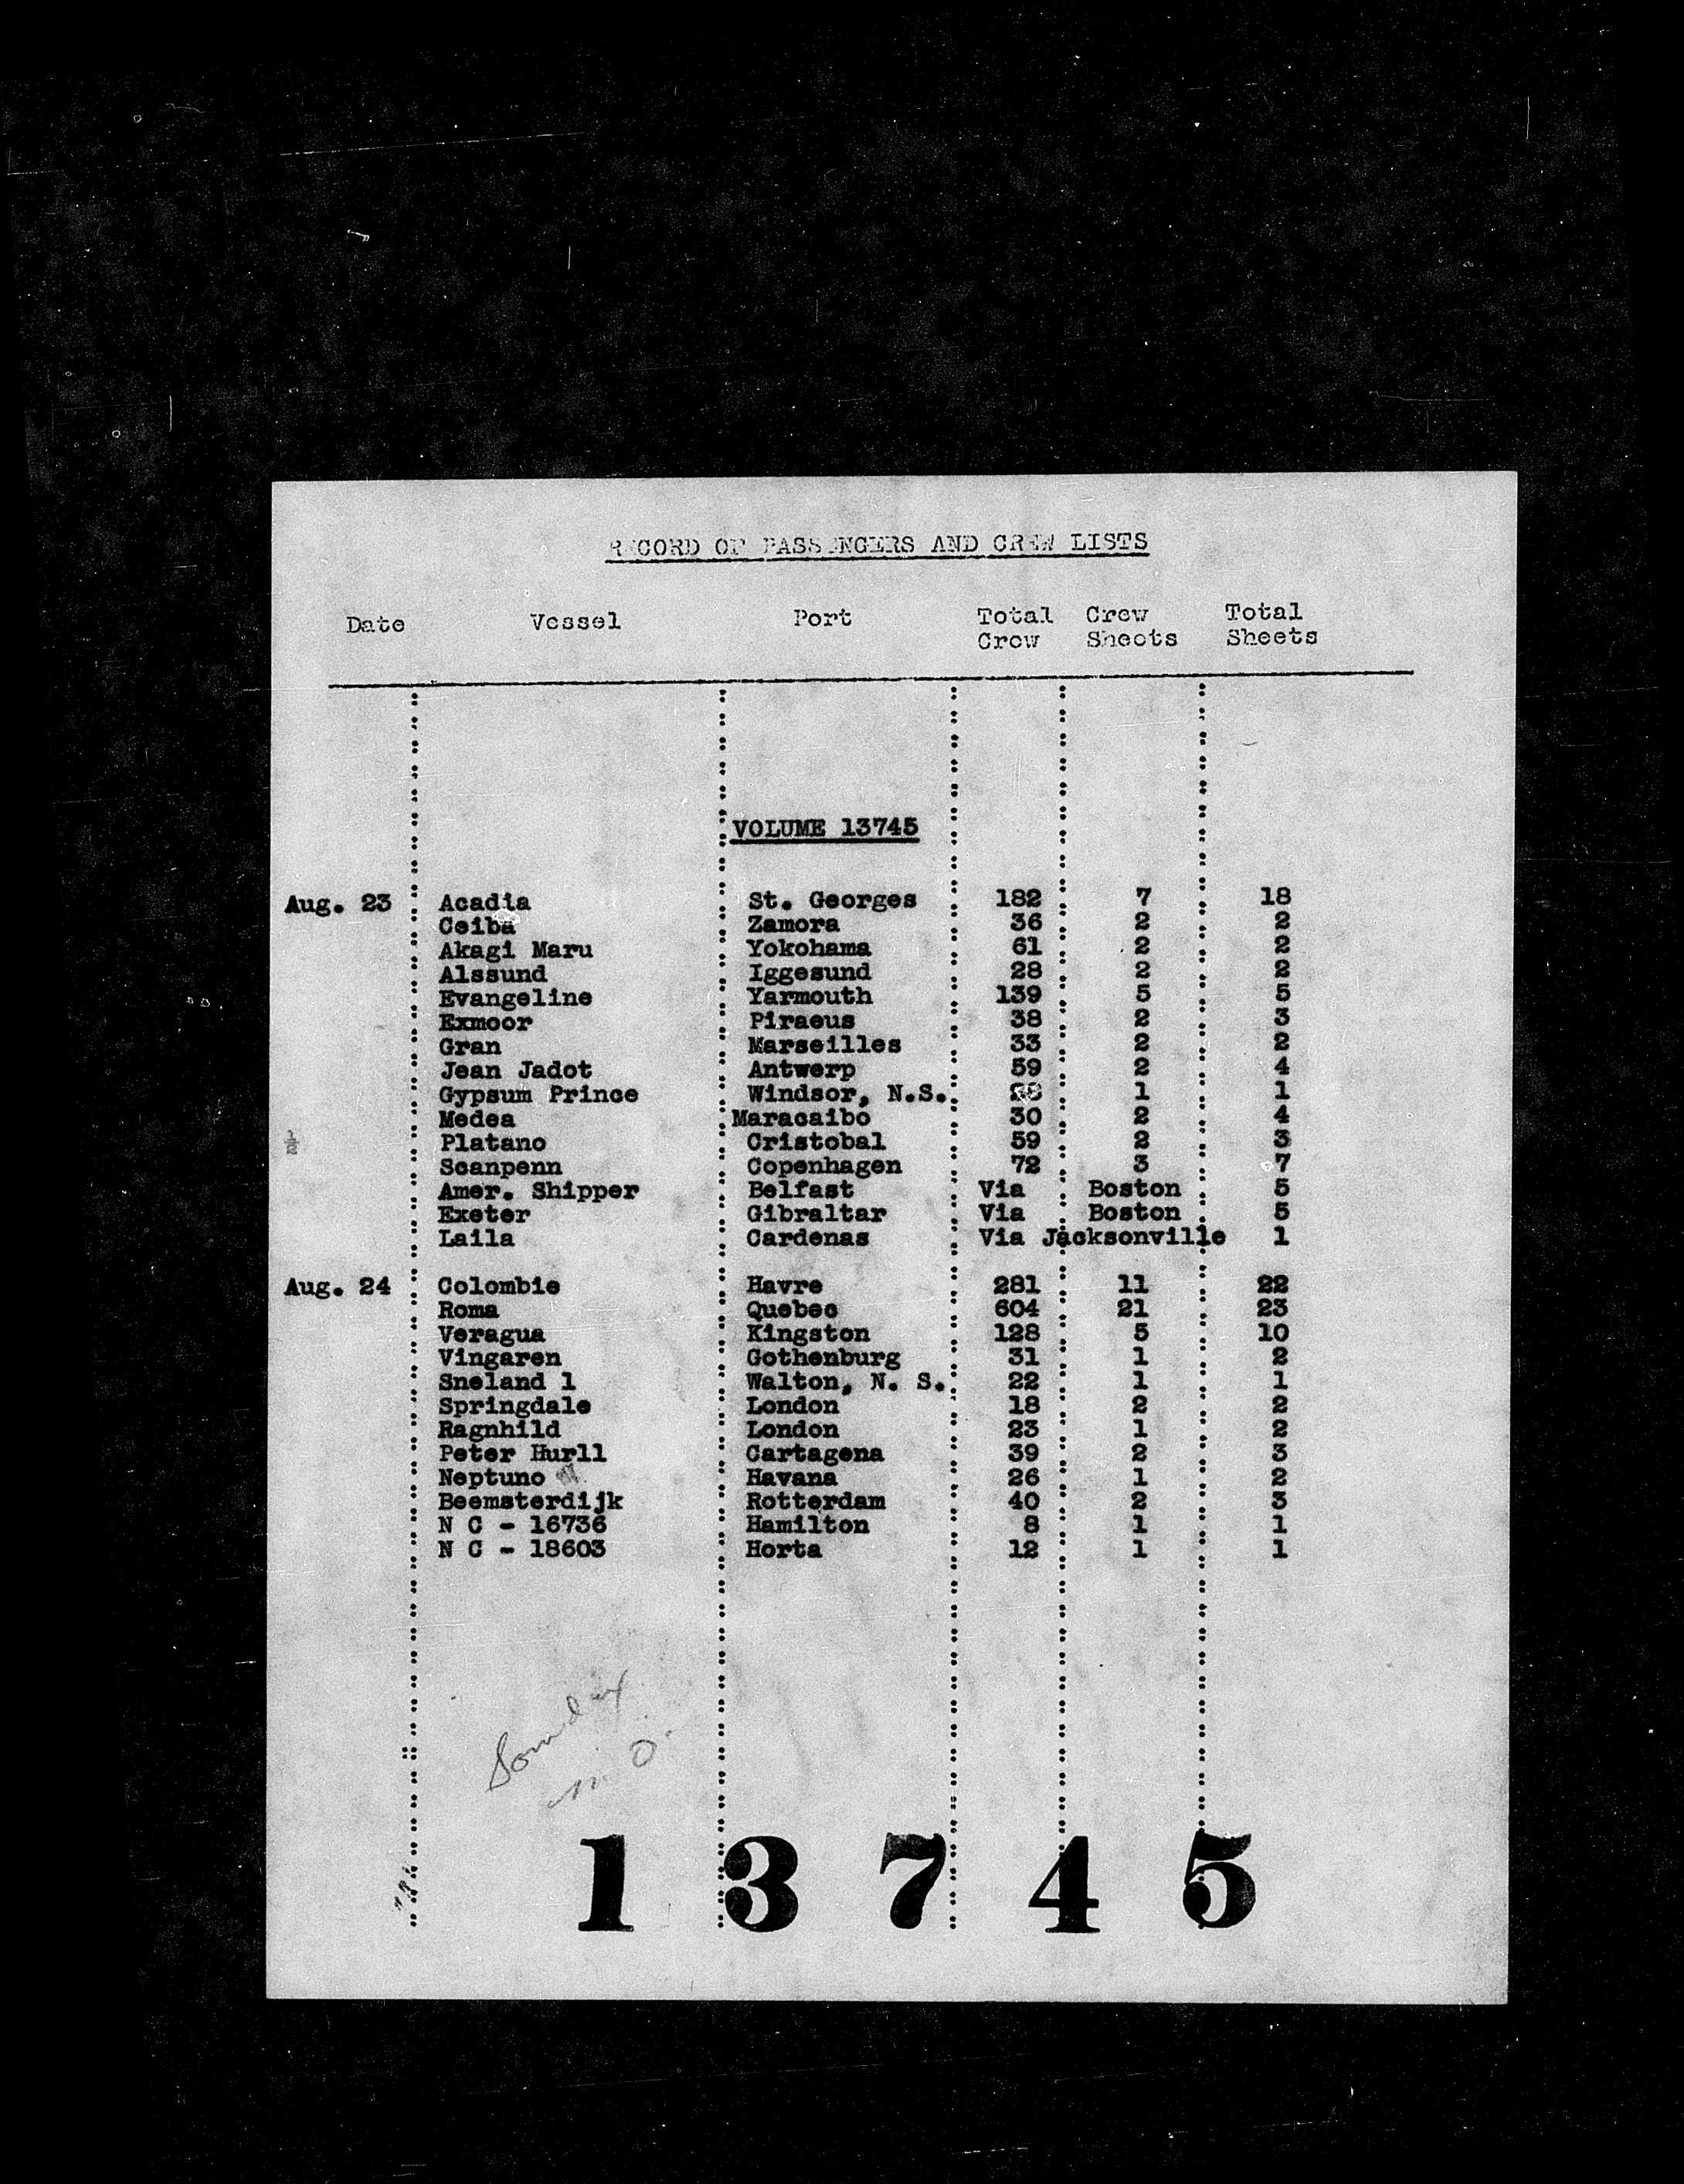 RECORD OF PASSENGERS AND CREW LISTS
Date Vessel Port Total Crew Crew Sheets Total Sheets
VOLUME 13745
Aug. 23 Acadia St. Georges 182 7 18
Ceiba Zamora 36 2 2
Akagi Maru Yokohama 61 2 2
Alssund Iggesund 28 2 2
Evangeline Yarmouth 139 5 5
Exmoor Piraeus 38 2 3
Gran Marseilles 33 2 2
Jean Jadot Antwerp 59 2 4
Gypsum Prince Windsor, N.S. 1 1
Medea Maracaibo 30 2 4
½ Platano Cristobal 59 2 3
Scanpenn Copenhagen 72 3 7
Amer. Shipper Belfast Via Boston 5
Exeter Gibraltar Via Boston 5
Laila Cardenas Via Jacksonville 1
Aug. 24 Colombie Havre 281 11 22
Roma Quebec 604 21 23
Veragua Kingston 128 5 10
Vingaren Gothenburg 31 1 2
Sneland 1 Walton, N. S. 22 1 1
Springdale London 18 2 2
Ragnhild London 23 1 2
Peter Hurll Cartagena 39 2 3
Neptuno Havana 26 1 2
Beemsterdijk Rotterdam 40 2 3
N C - 16736 Hamilton 8 1 1
N C - 18603 Horta 12 1 1
13745